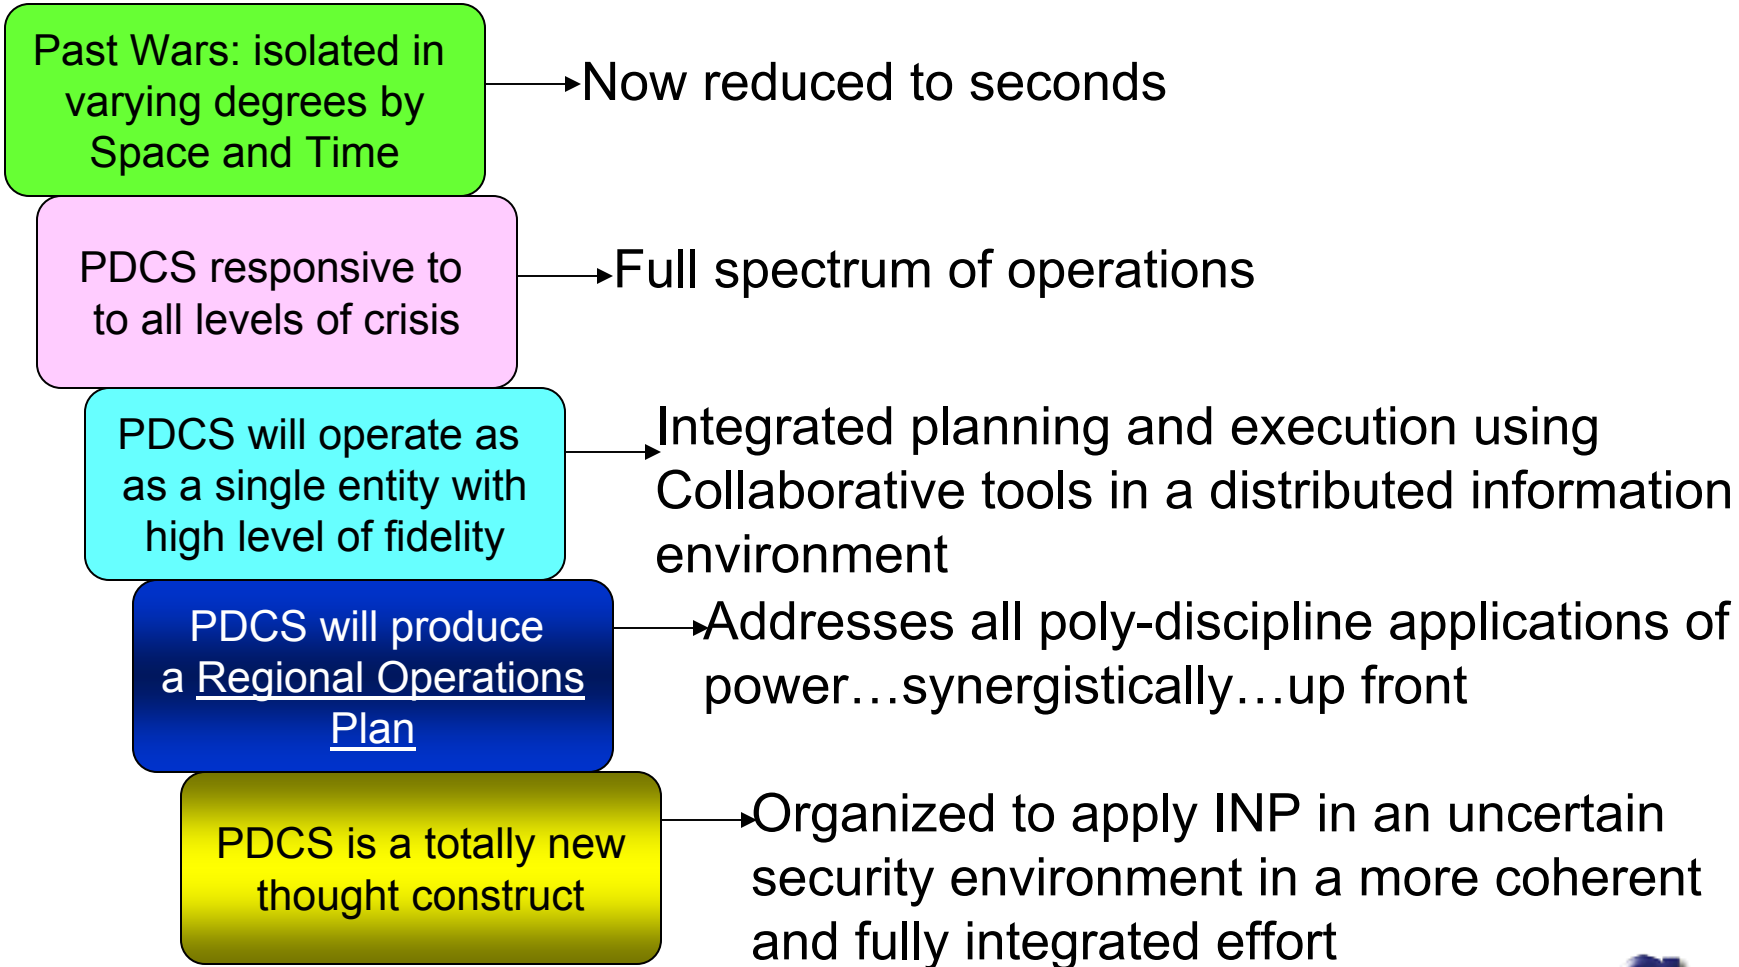 Past Wars: isolated in
varying degrees by
Space and Time
Now reduced to seconds
PDCS responsive to
to all levels of crisis
Full spectrum of operations
PDCS will operate as
as a single entity with
high level of fidelity
Integrated planning and execution using
Collaborative tools in a distributed information
environment
PDCS will produce
a Regional Operations
Plan
Addresses all poly-discipline applications of
power…synergistically…up front
PDCS is a totally new
thought construct
Organized to apply INP in an uncertain
security environment in a more coherent
and fully integrated effort